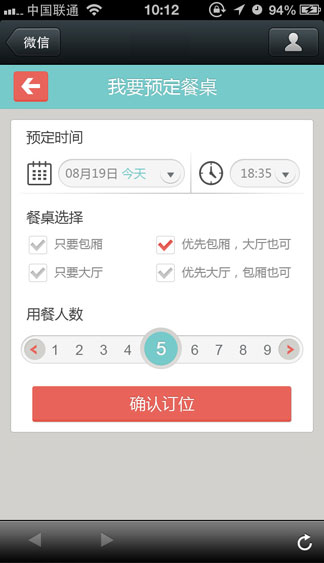 中国联通 10:12 94%
微信
我要预定餐桌
预定时间
08月19日 今天 18:35
餐桌选择
只要包厢 优先包厢，大厅也可
只要大厅 优先大厅，包厢也可
用餐人数
< 1 2 3 4 5 6 7 8 9 >
确认订位